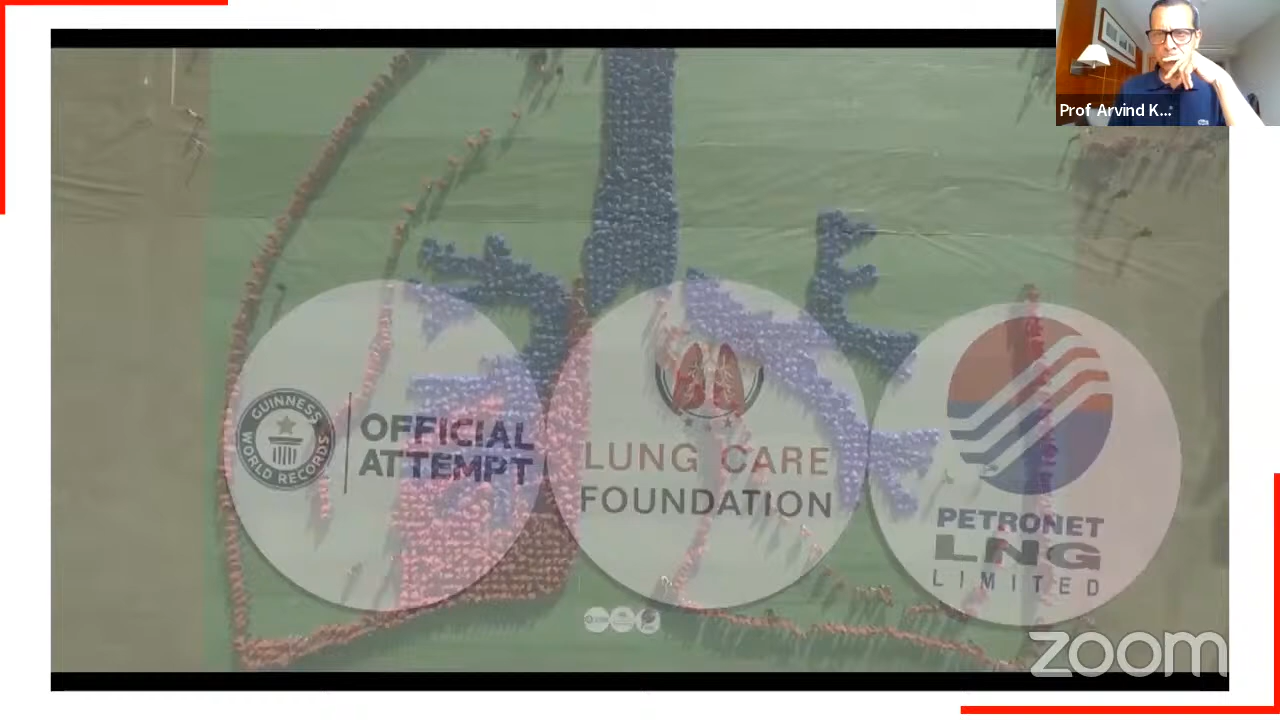 Prof Arvind K...
GUINNESS
WORLD RECORDS
OFFICIAL
ATTEMPT
LUNG CARE
FOUNDATION
PETRONET
LNG
LIMITED
zoom